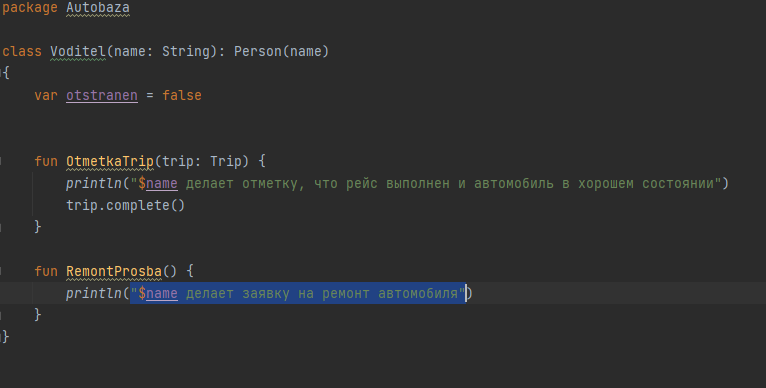 package Autobaza
class Voditel(name: String): Person(name)
{
var otstranen = false
fun OtmetkaTrip(trip: Trip) {
println("$name делает отметку, что рейс выполнен и автомобиль в хорошем состоянии")
trip.complete()
}
fun RemontProsba() {
println("$name делает заявку на ремонт автомобиля")
}
}